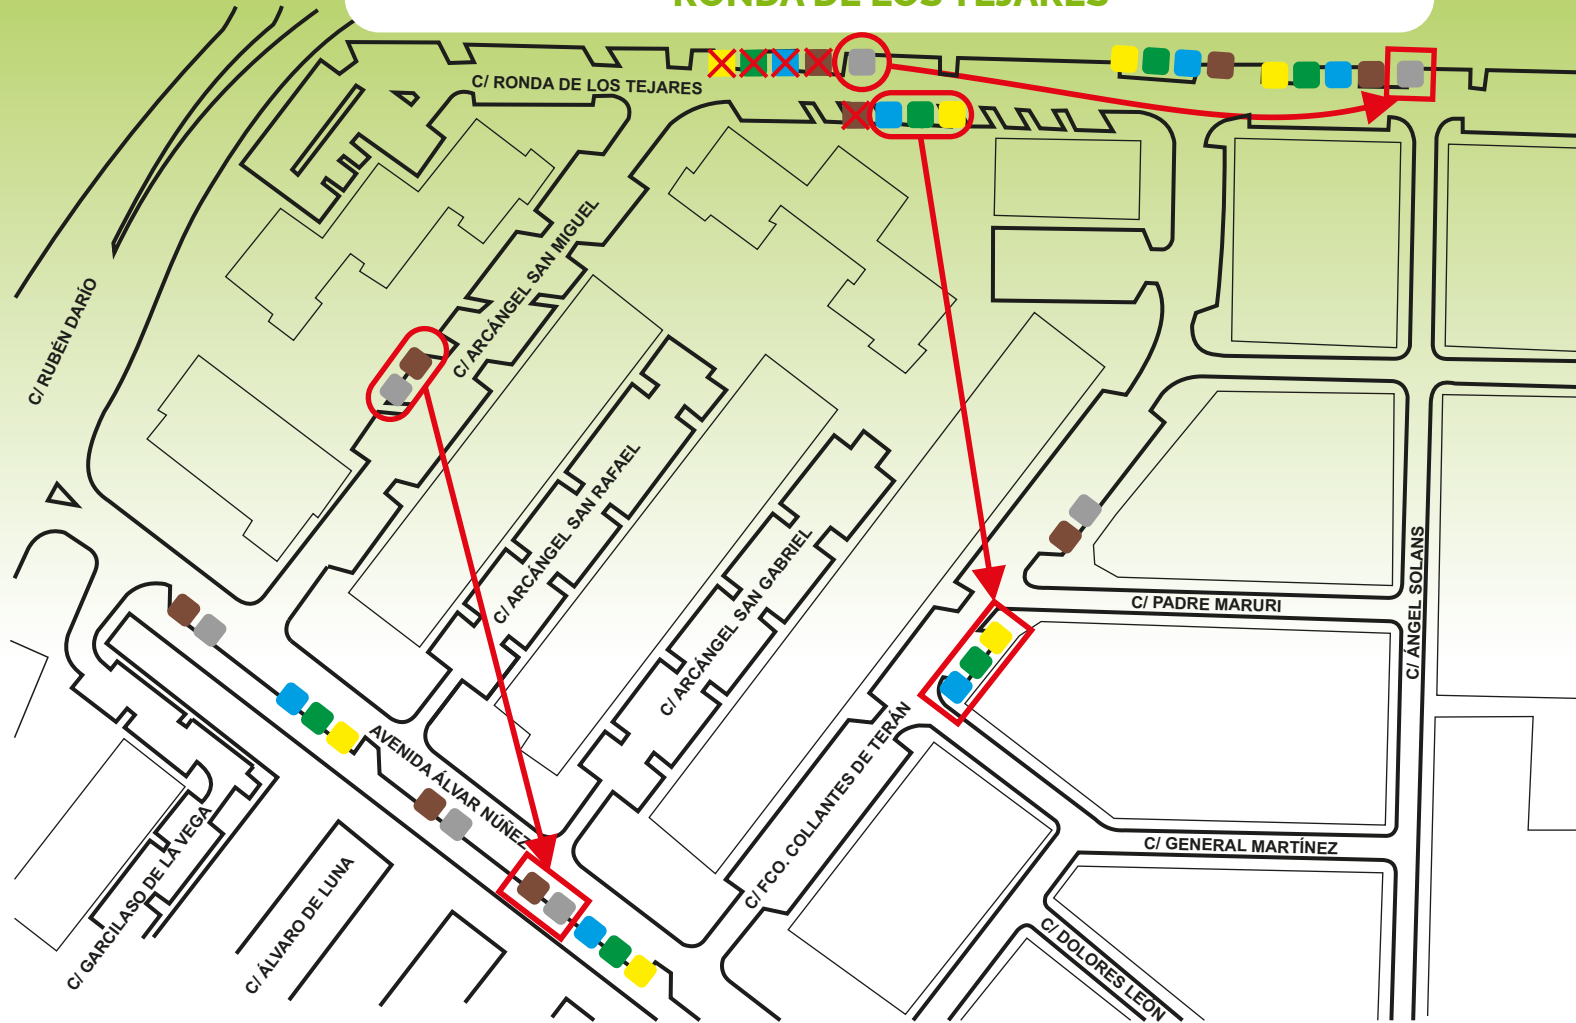 RONDA DE LOS TEJARES
C/ RONDA DE LOS TEJARES
C/ RUBÉN DARÍO
C/ ARCÁNGEL SAN MIGUEL
C/ ARCÁNGEL SAN RAFAEL
C/ ARCÁNGEL SAN GABRIEL
C/ PADRE MARURI
C/ ÁNGEL SOLANS
C/ FCO. COLLANTES DE TERÁN
AVENIDA ÁLVAR NÚÑEZ
C/ GENERAL MARTÍNEZ
C/ GARCILASO DE LA VEGA
C/ ÁLVARO DE LUNA
C/ DOLORES LEÓN